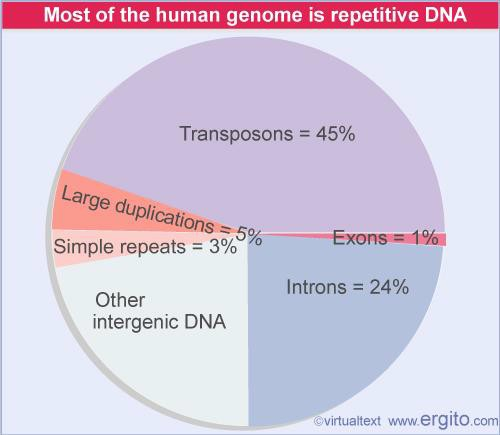 Most of the human genome is repetitive DNA
Transposons = 45%
Large duplications = 5%
Simple repeats = 3%
Exons = 1%
Introns = 24%
Other
intergenic DNA
©virtualtext www.ergito.com